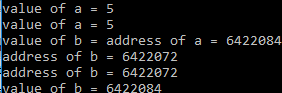 value of a = 5
value of a = 5
value of b = address of a = 6422084
address of b = 6422072
address of b = 6422072
value of b = 6422084